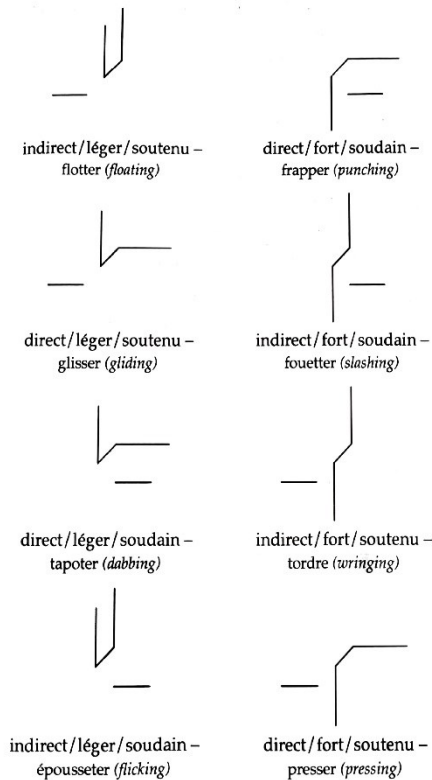 indirect/léger/soutenu –
flotter (floating)
direct/fort/soudain –
frapper (punching)
direct/léger/soutenu –
glisser (gliding)
indirect/fort/soudain –
fouetter (slashing)
direct/léger/soudain –
tapoter (dabbing)
indirect/fort/soutenu –
tordre (wringing)
indirect/léger/soudain –
épousseter (flicking)
direct/fort/soutenu –
presser (pressing)